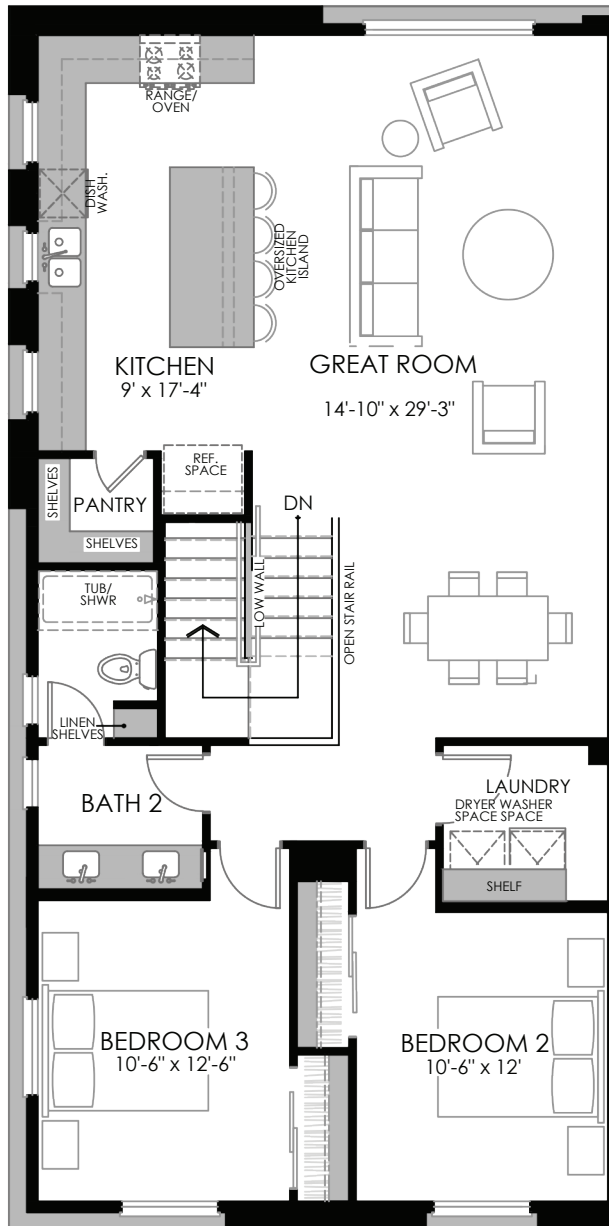 RANGE/
OVEN
DISH
WASH.
OVERSIZED
KITCHEN
ISLAND
KITCHEN
9' x 17'-4"
GREAT ROOM
14'-10" x 29'-3"
REF.
SPACE
SHELVES
PANTRY
SHELVES
DN
TUB/
SHWR
LOW WALL
OPEN STAIR RAIL
LINEN
SHELVES
BATH 2
LAUNDRY
DRYER WASHER
SPACE SPACE
SHELF
BEDROOM 3
10'-6" x 12'-6"
BEDROOM 2
10'-6" x 12'